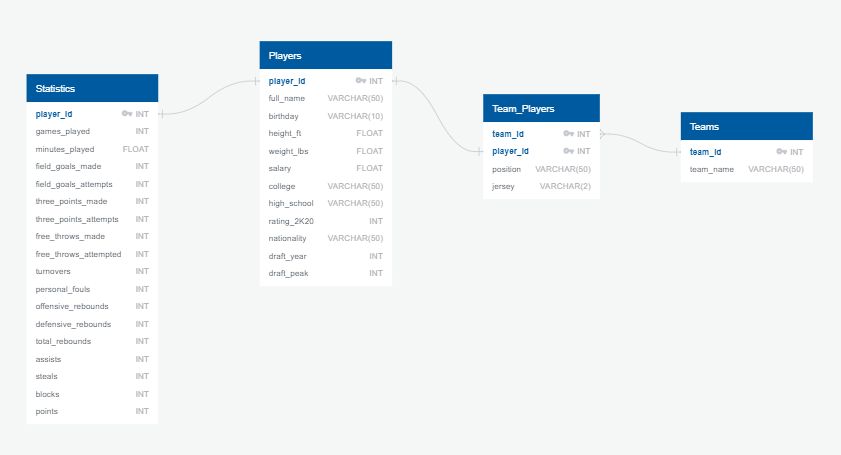 Statistics
player_id INT
games_played INT
minutes_played FLOAT
field_goals_made INT
field_goals_attempts INT
three_points_made INT
three_points_attempts INT
free_throws_made INT
free_throws_attempted INT
turnovers INT
personal_fouls INT
offensive_rebounds INT
defensive_rebounds INT
total_rebounds INT
assists INT
steals INT
blocks INT
points INT
Players
player_id INT
full_name VARCHAR(50)
birthday VARCHAR(10)
height_ft FLOAT
weight_lbs FLOAT
salary FLOAT
college VARCHAR(50)
high_school VARCHAR(50)
rating_2K20 INT
nationality VARCHAR(50)
draft_year INT
draft_peak INT
Team_Players
team_id INT
player_id INT
position VARCHAR(50)
jersey VARCHAR(2)
Teams
team_id INT
team_name VARCHAR(50)